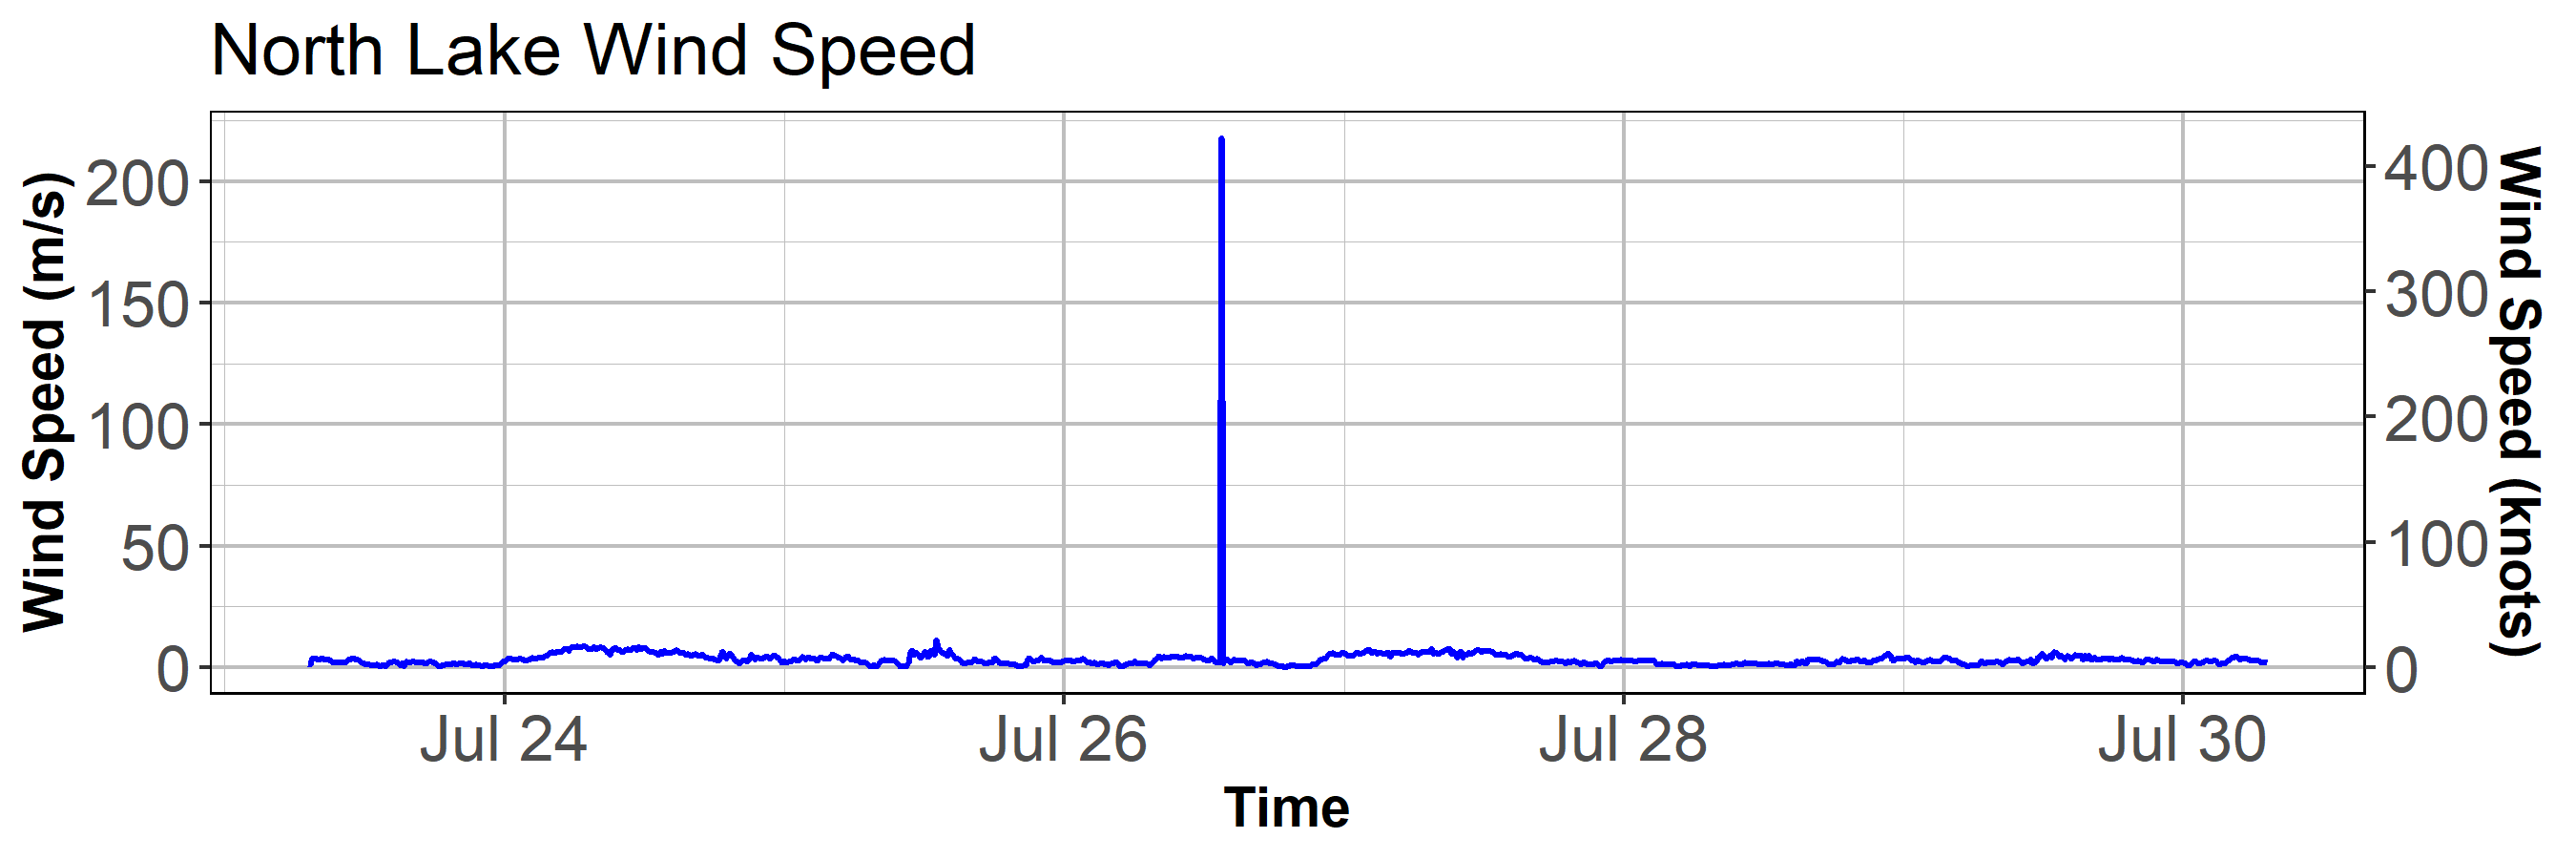 North Lake Wind Speed
Wind Speed (m/s)
200
150
100
50
0
400
300
200
100
0
Wind Speed (knots)
Jul 24 Jul 26 Jul 28 Jul 30
Time